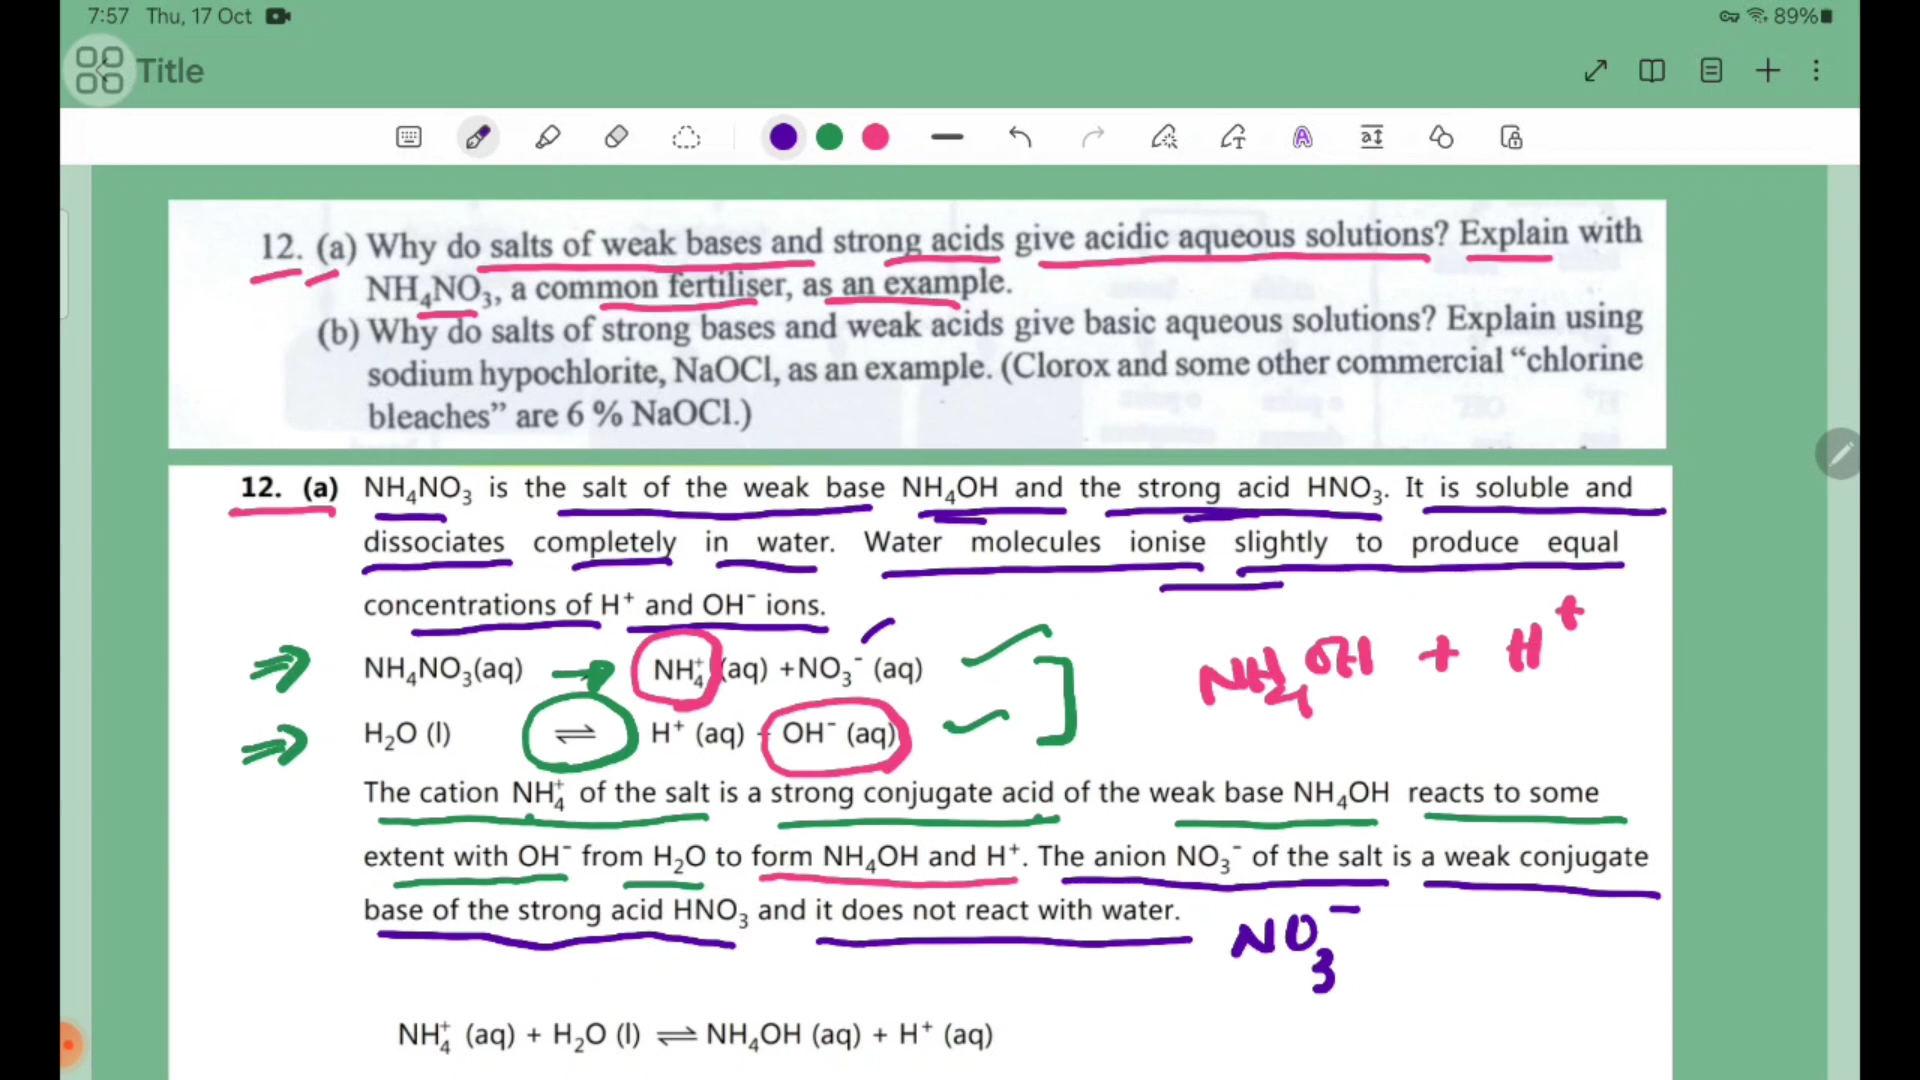 7:57 Thu, 17 Oct 89%
Title
12. (a) Why do salts of weak bases and strong acids give acidic aqueous solutions? Explain with
NH₄NO₃, a common fertiliser, as an example.
(b) Why do salts of strong bases and weak acids give basic aqueous solutions? Explain using
sodium hypochlorite, NaOCl, as an example. (Clorox and some other commercial “chlorine
bleaches” are 6 % NaOCl.)
12. (a) NH₄NO₃ is the salt of the weak base NH₄OH and the strong acid HNO₃. It is soluble and
dissociates completely in water. Water molecules ionise slightly to produce equal
concentrations of H⁺ and OH⁻ ions.
NH₄NO₃(aq) → NH₄⁺ (aq) +NO₃⁻ (aq)
NH₄OH + H⁺
H₂O (l) ⇌ H⁺ (aq) + OH⁻ (aq)
The cation NH₄⁺ of the salt is a strong conjugate acid of the weak base NH₄OH reacts to some
extent with OH⁻ from H₂O to form NH₄OH and H⁺. The anion NO₃⁻ of the salt is a weak conjugate
base of the strong acid HNO₃ and it does not react with water.
NO₃⁻
NH₄⁺ (aq) + H₂O (l) ⇌ NH₄OH (aq) + H⁺ (aq)